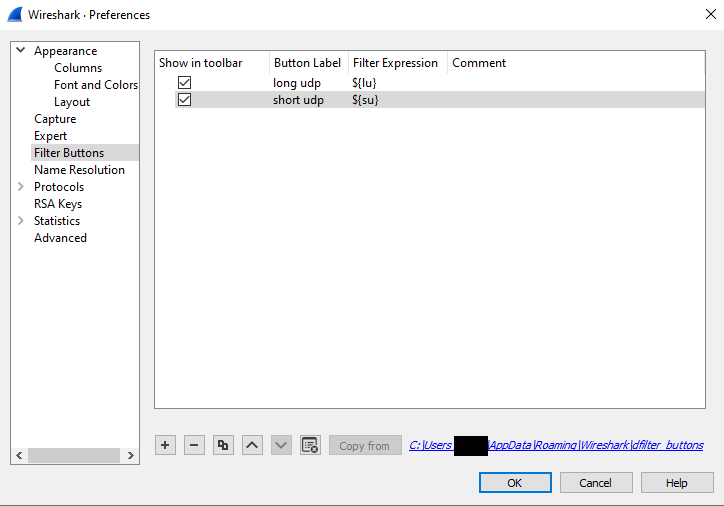 Wireshark · Preferences
Appearance
Columns
Font and Colors
Layout
Capture
Expert
Filter Buttons
Name Resolution
Protocols
RSA Keys
Statistics
Advanced
Show in toolbar Button Label Filter Expression Comment
long udp ${lu}
short udp ${su}
Copy from C:\Users \AppData\Roaming\Wireshark\dfilter_buttons
OK Cancel Help